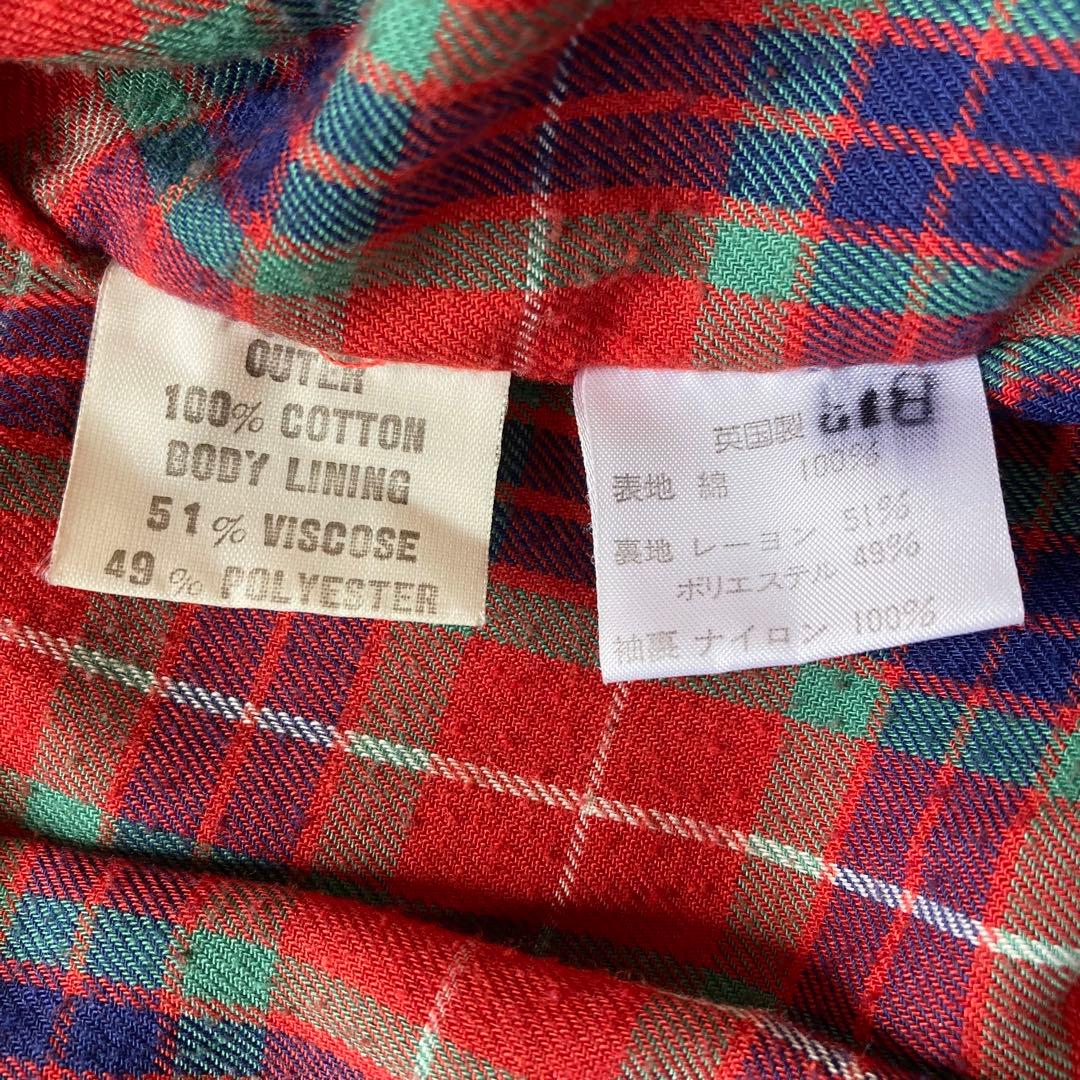 OUTER
100% COTTON
BODY LINING
51% VISCOSE
49% POLYESTER
英国製
表地 綿 100%
裏地 レーヨン 51%
ポリエステル 49%
袖裏 ナイロン 100%